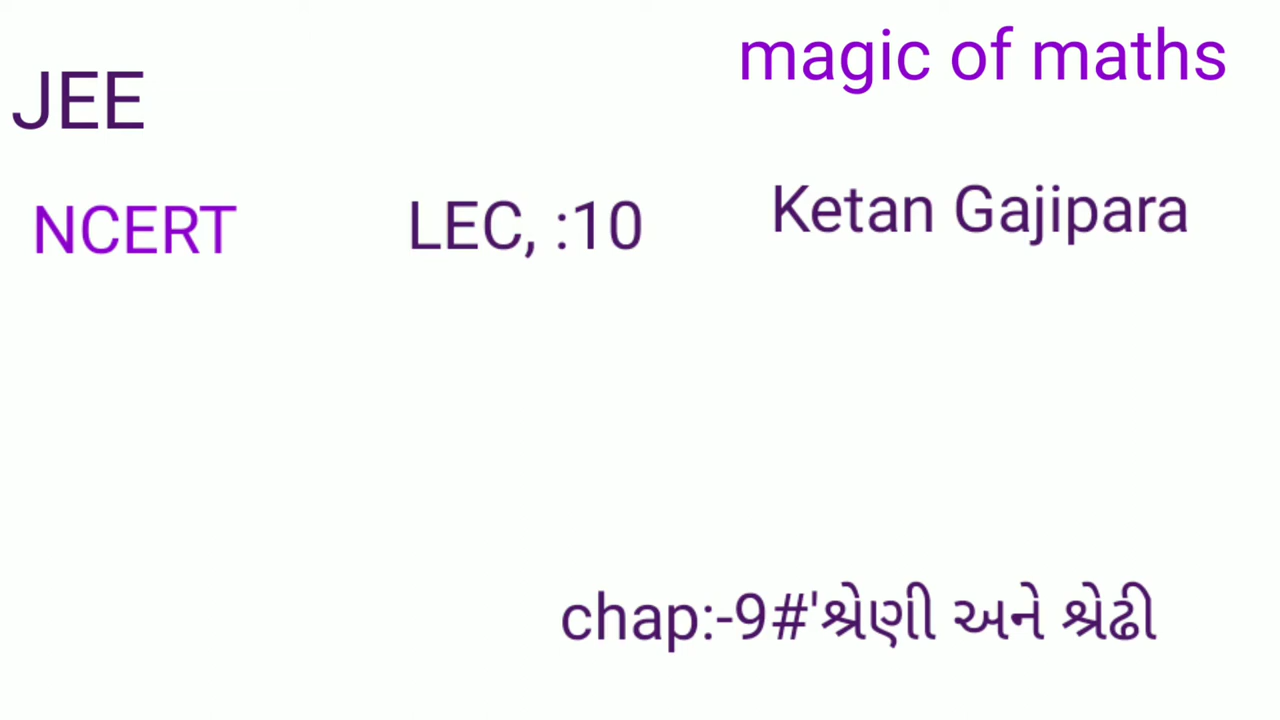 magic of maths
JEE
NCERT LEC, :10 Ketan Gajipara
chap:-9#'શ્રેણી અને શ્રેઢી